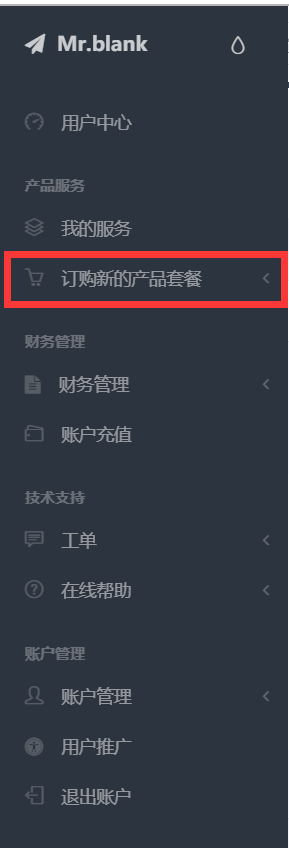 Mr.blank
用户中心
产品服务
我的服务
订购新的产品套餐
财务管理
财务管理
账户充值
技术支持
工单
在线帮助
账户管理
账户管理
用户推广
退出账户